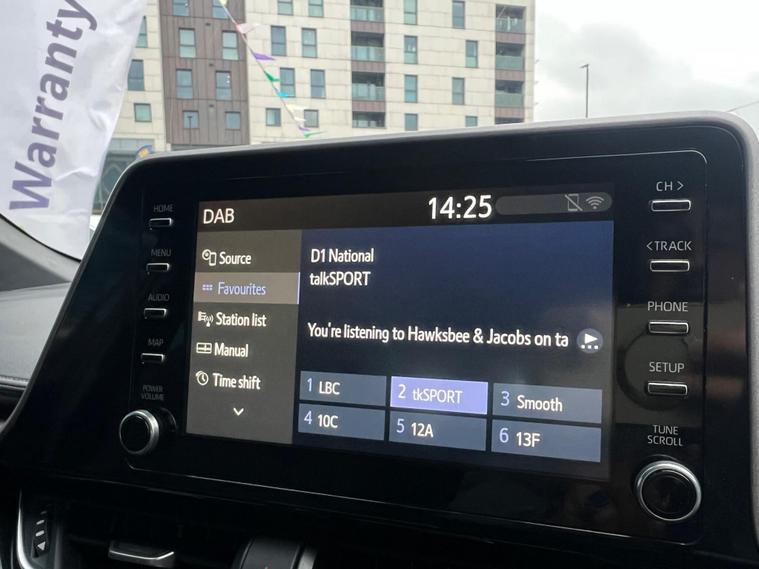 Warranty
DAB
14:25
HOME
MENU
AUDIO
MAP
POWER
VOLUME
Source
Favourites
Station list
Manual
Time shift
D1 National
talkSPORT
You're listening to Hawksbee & Jacobs on ta
1 LBC
2 tkSPORT
3 Smooth
4 10C
5 12A
6 13F
CH >
< TRACK
PHONE
SETUP
TUNE
SCROLL